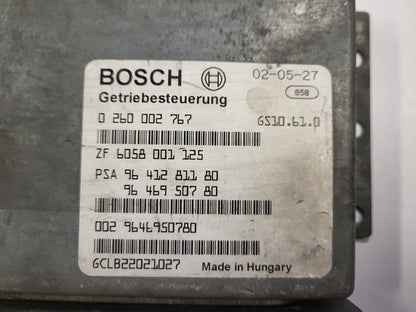 BOSCH 02-05-27
Getriebesteuerung 858
0 260 002 767 GS10.61.0
ZF 6058 001 125
PSA 96 412 811 80
96 469 507 80
002 9646950780
GCLB22021027 Made in Hungary